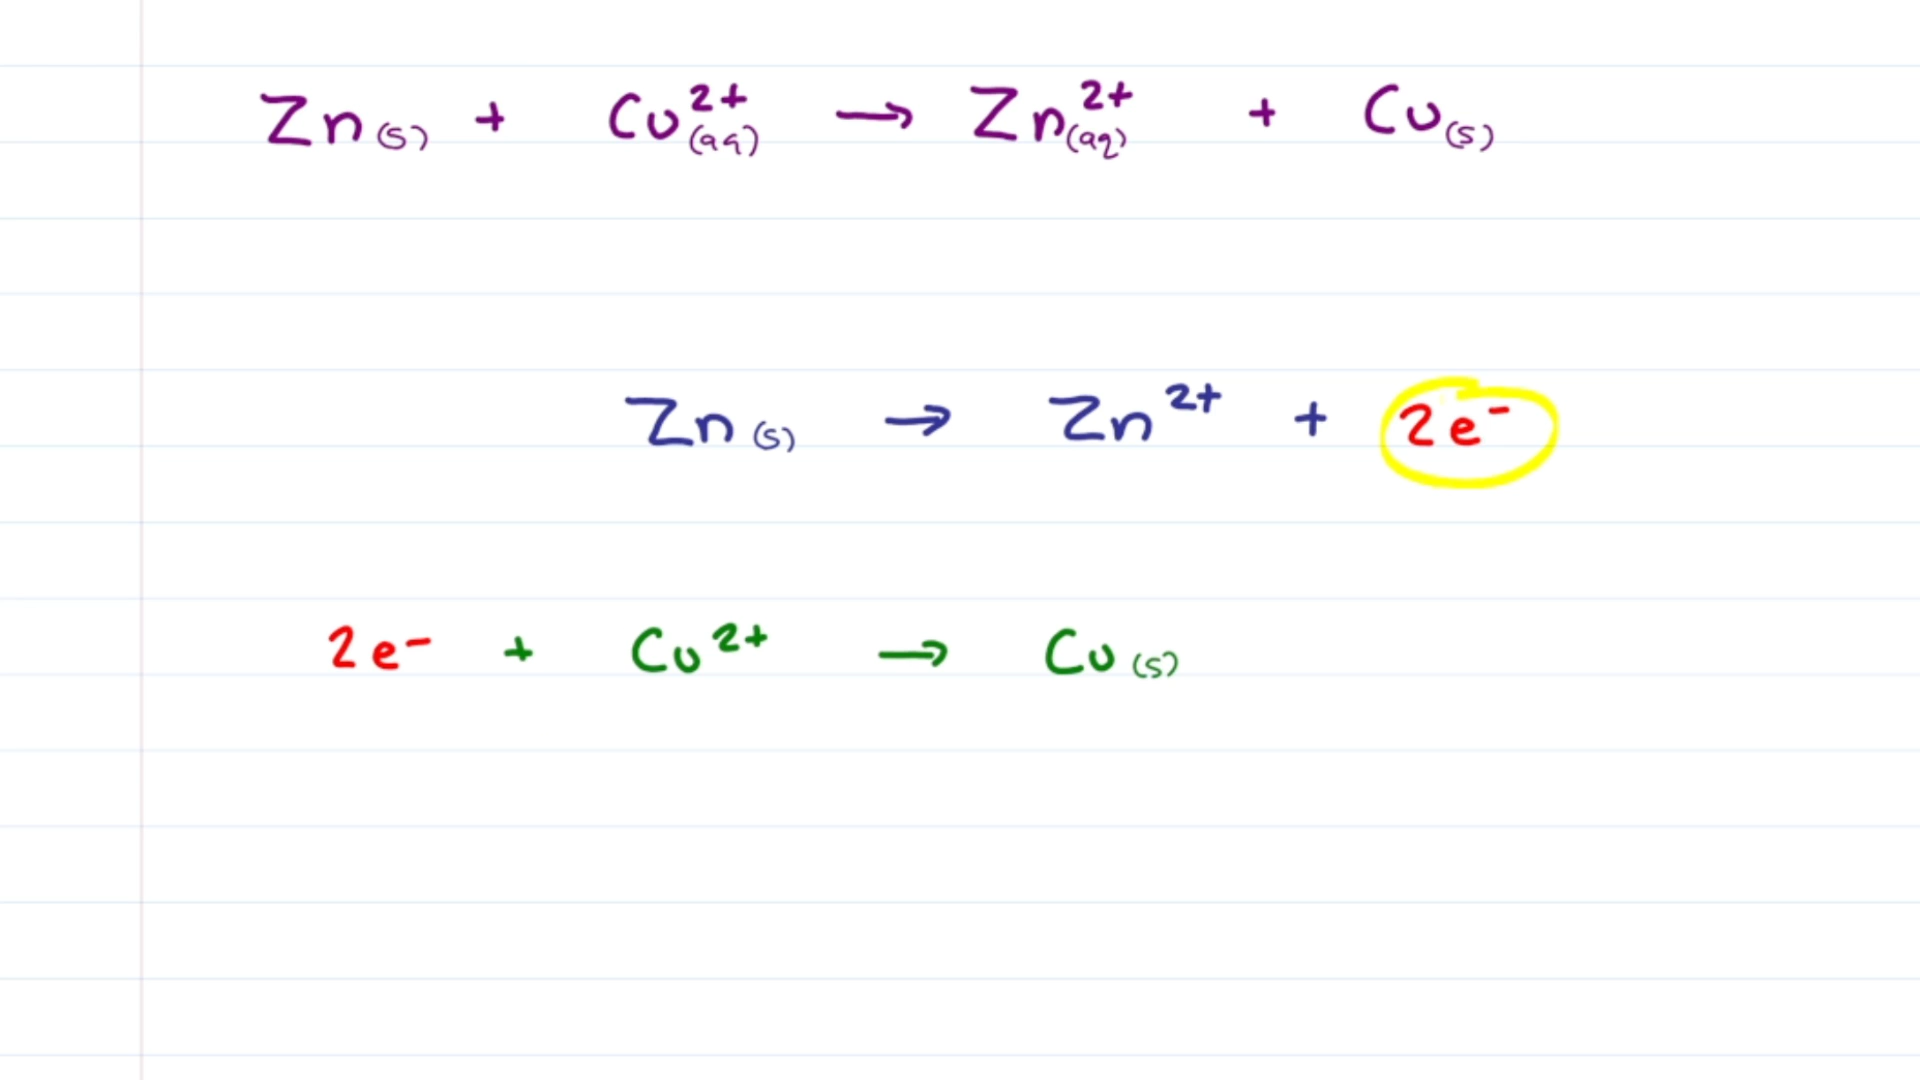 Zn(s) + Cu²⁺(aq) → Zn²⁺(aq) + Cu(s)
Zn(s) → Zn²⁺ + 2e⁻
2e⁻ + Cu²⁺ → Cu(s)